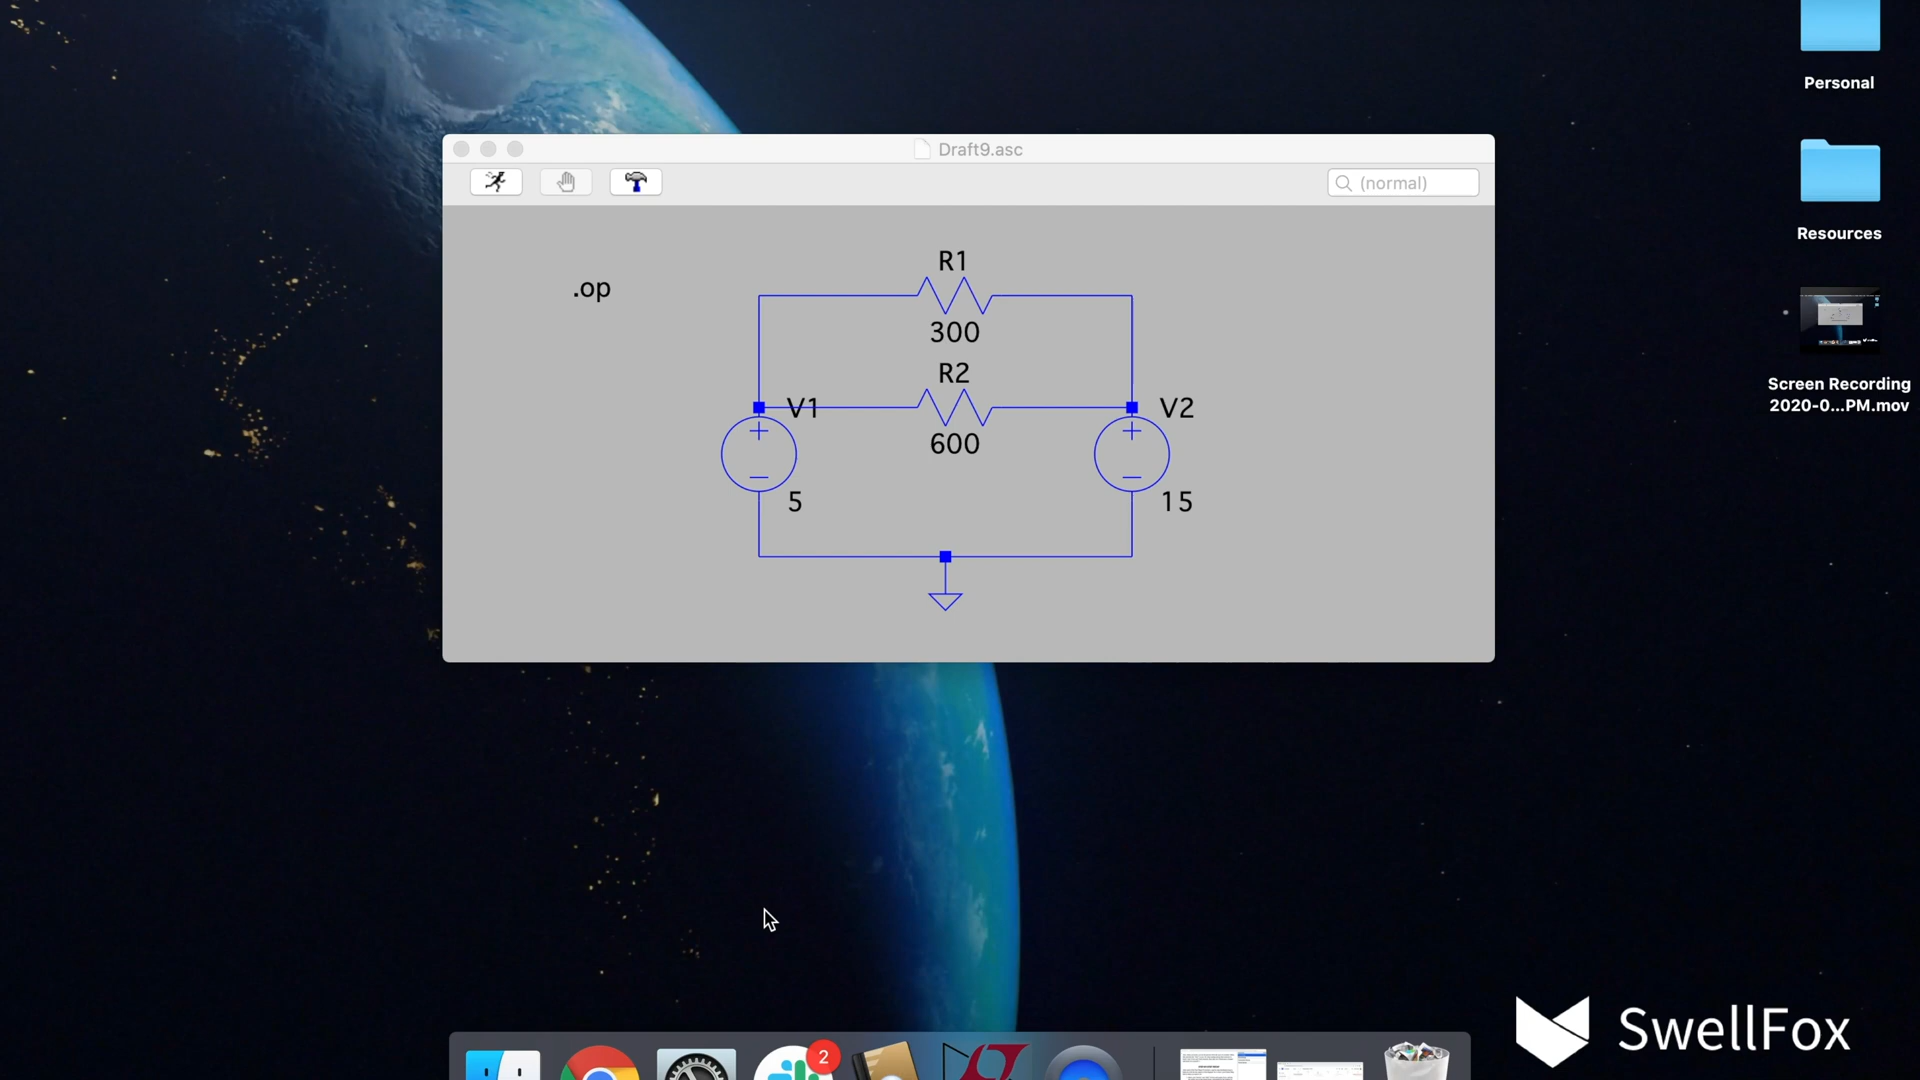 Personal
Draft9.asc
(normal)
Resources
R1
.op
300
R2
V1
V2
600
5
15
Screen Recording
2020-0...PM.mov
SwellFox
2